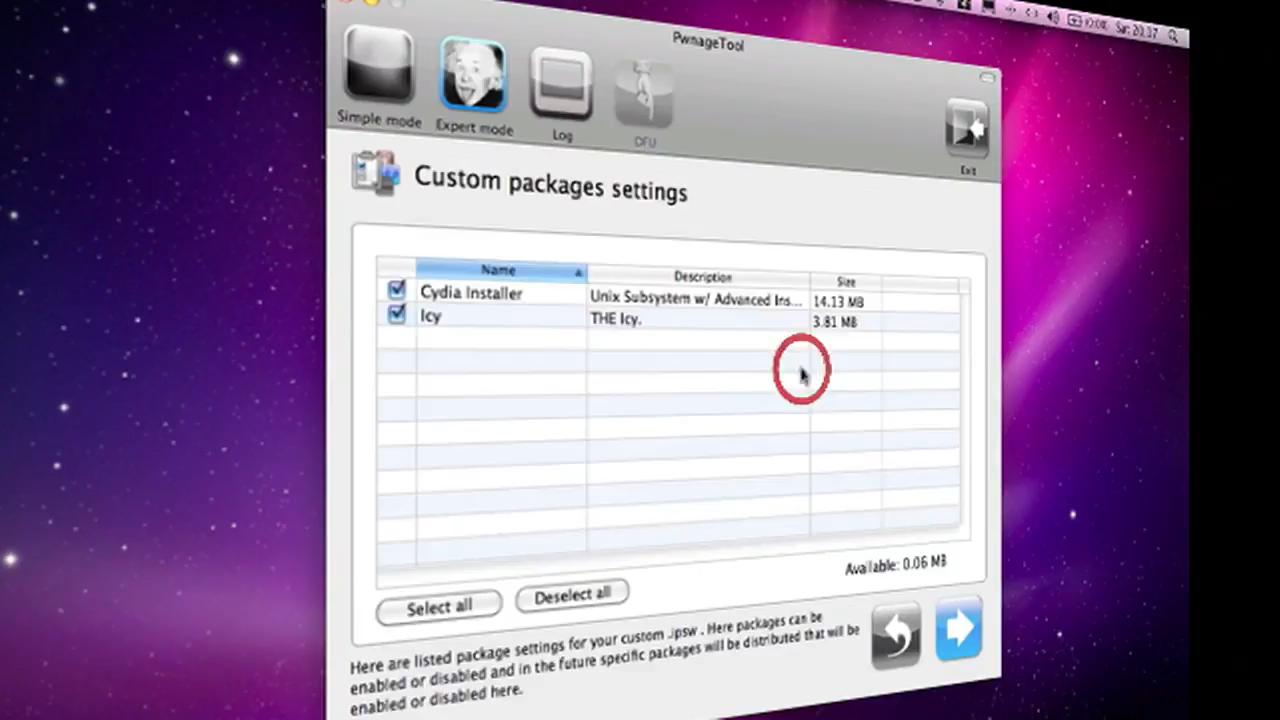 Sat 20:37
PwnageTool
Simple mode
Expert mode
Log
DFU
Exit
Custom packages settings
Name
Description
Size
Cydia Installer
Unix Subsystem w/ Advanced Ins...
14.13 MB
Icy
THE Icy.
3.81 MB
Available: 0.06 MB
Select all
Deselect all
Here are listed package settings for your custom .ipsw . Here packages can be
enabled or disabled and in the future specific packages will be distributed that will be
enabled or disabled here.